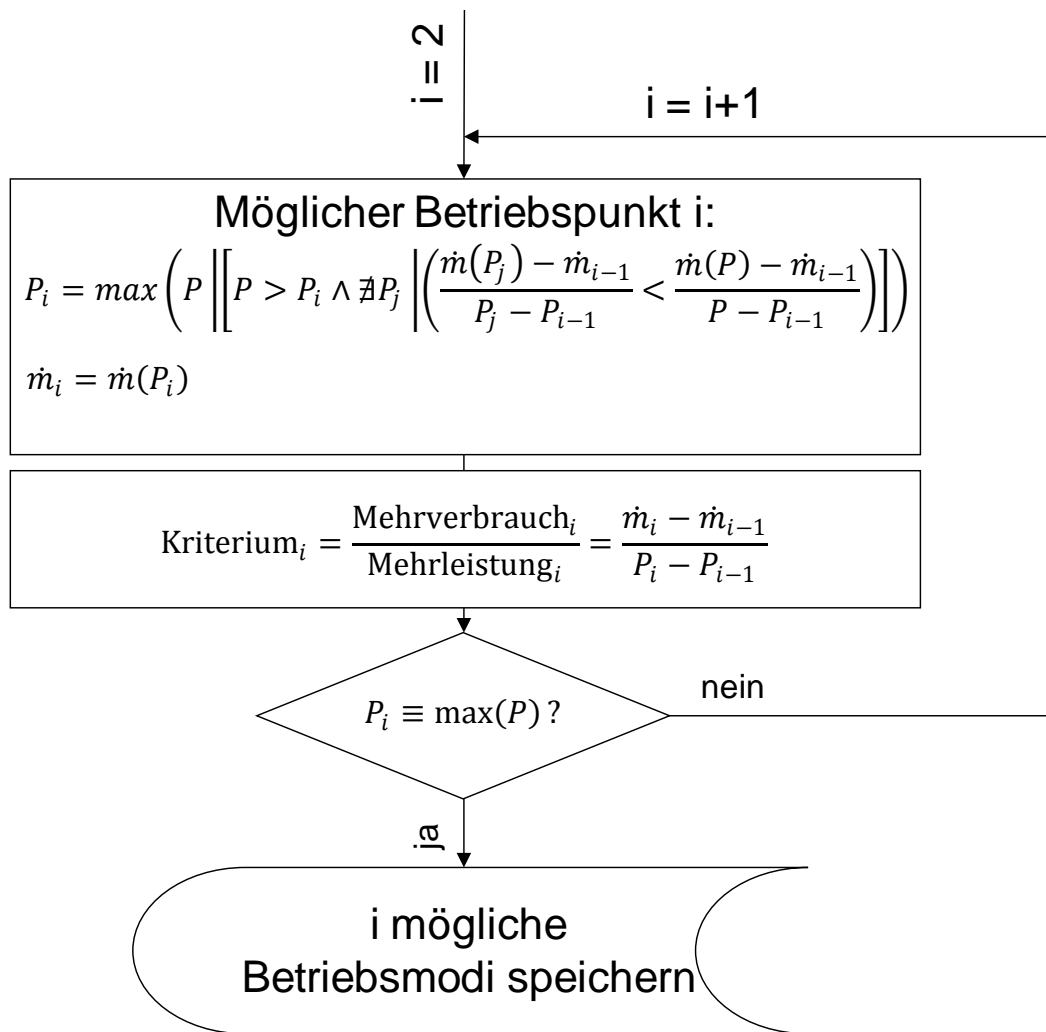 i = 2
i = i+1
Möglicher Betriebspunkt i:
P_i = max(P |[P > P_i ∧ ∄P_j |((ṁ(P_j) − ṁ_{i−1})/(P_j − P_{i−1}) < (ṁ(P) − ṁ_{i−1})/(P − P_{i−1}))])
ṁ_i = ṁ(P_i)
Kriterium_i = Mehrverbrauch_i/Mehrleistung_i = (ṁ_i − ṁ_{i−1})/(P_i − P_{i−1})
P_i ≡ max(P) ?
nein
ja
i mögliche
Betriebsmodi speichern